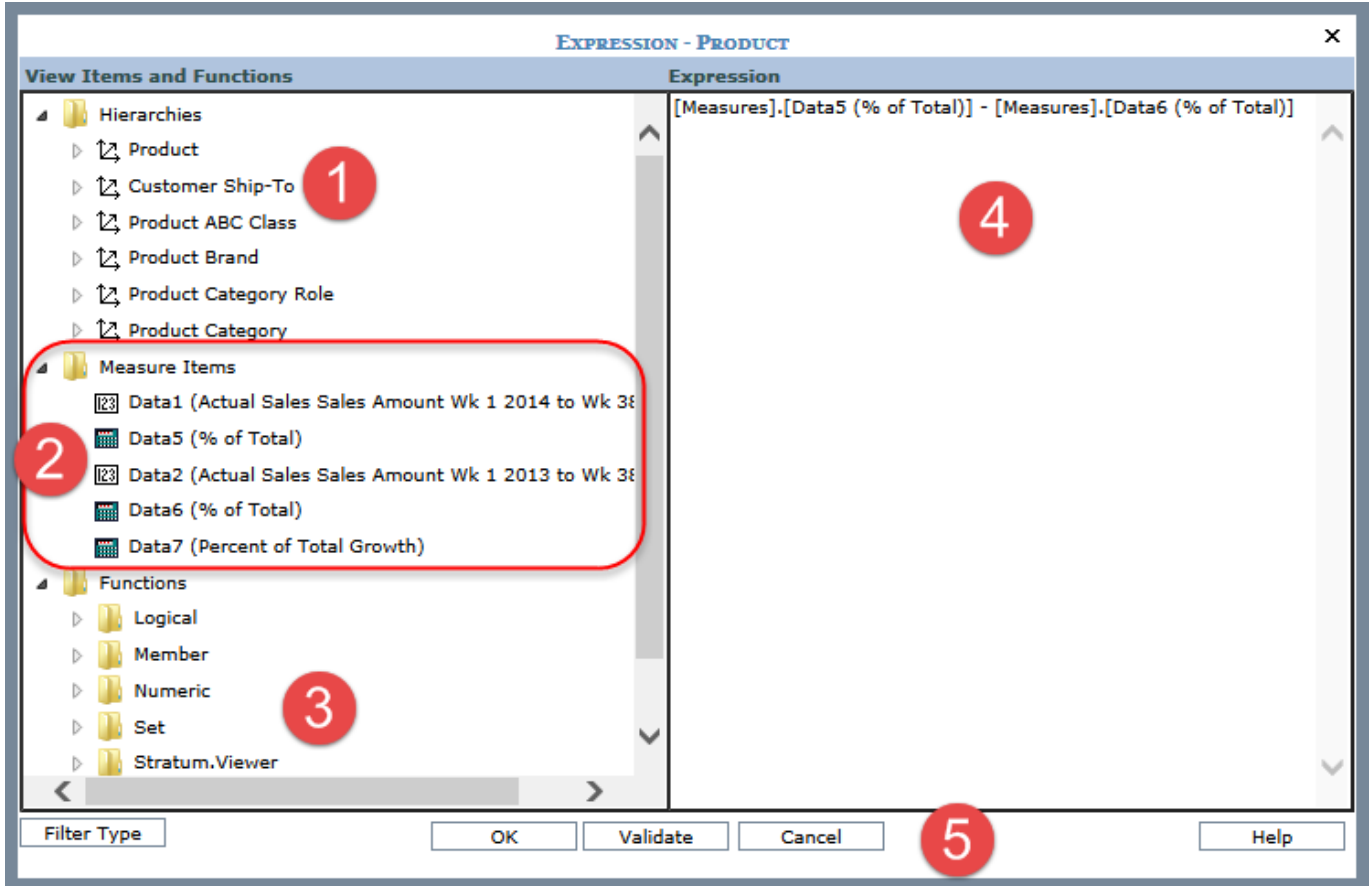 EXPRESSION - PRODUCT
View Items and Functions
Expression
Hierarchies
Product
Customer Ship-To
Product ABC Class
Product Brand
Product Category Role
Product Category
1
Measure Items
Data1 (Actual Sales Sales Amount Wk 1 2014 to Wk 38
Data5 (% of Total)
Data2 (Actual Sales Sales Amount Wk 1 2013 to Wk 38
Data6 (% of Total)
Data7 (Percent of Total Growth)
2
Functions
Logical
Member
Numeric
Set
Stratum.Viewer
3
[Measures].[Data5 (% of Total)] - [Measures].[Data6 (% of Total)]
4
Filter Type
OK
Validate
Cancel
5
Help